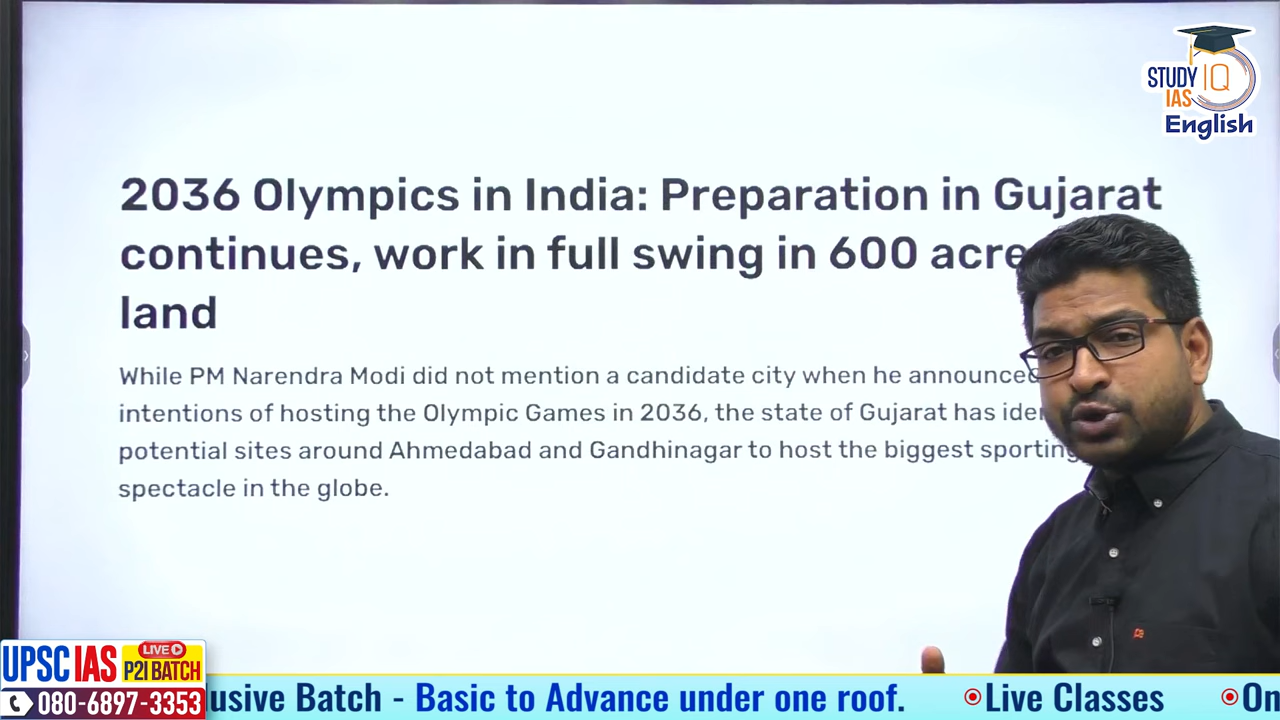 STUDY IQ
IAS
English
2036 Olympics in India: Preparation in Gujarat
continues, work in full swing in 600 acre
land
While PM Narendra Modi did not mention a candidate city when he announced
intentions of hosting the Olympic Games in 2036, the state of Gujarat has
potential sites around Ahmedabad and Gandhinagar to host the biggest sporting
spectacle in the globe.
UPSC IAS
LIVE
P2I BATCH
080-6897-3353
Batch - Basic to Advance under one roof. Live Classes